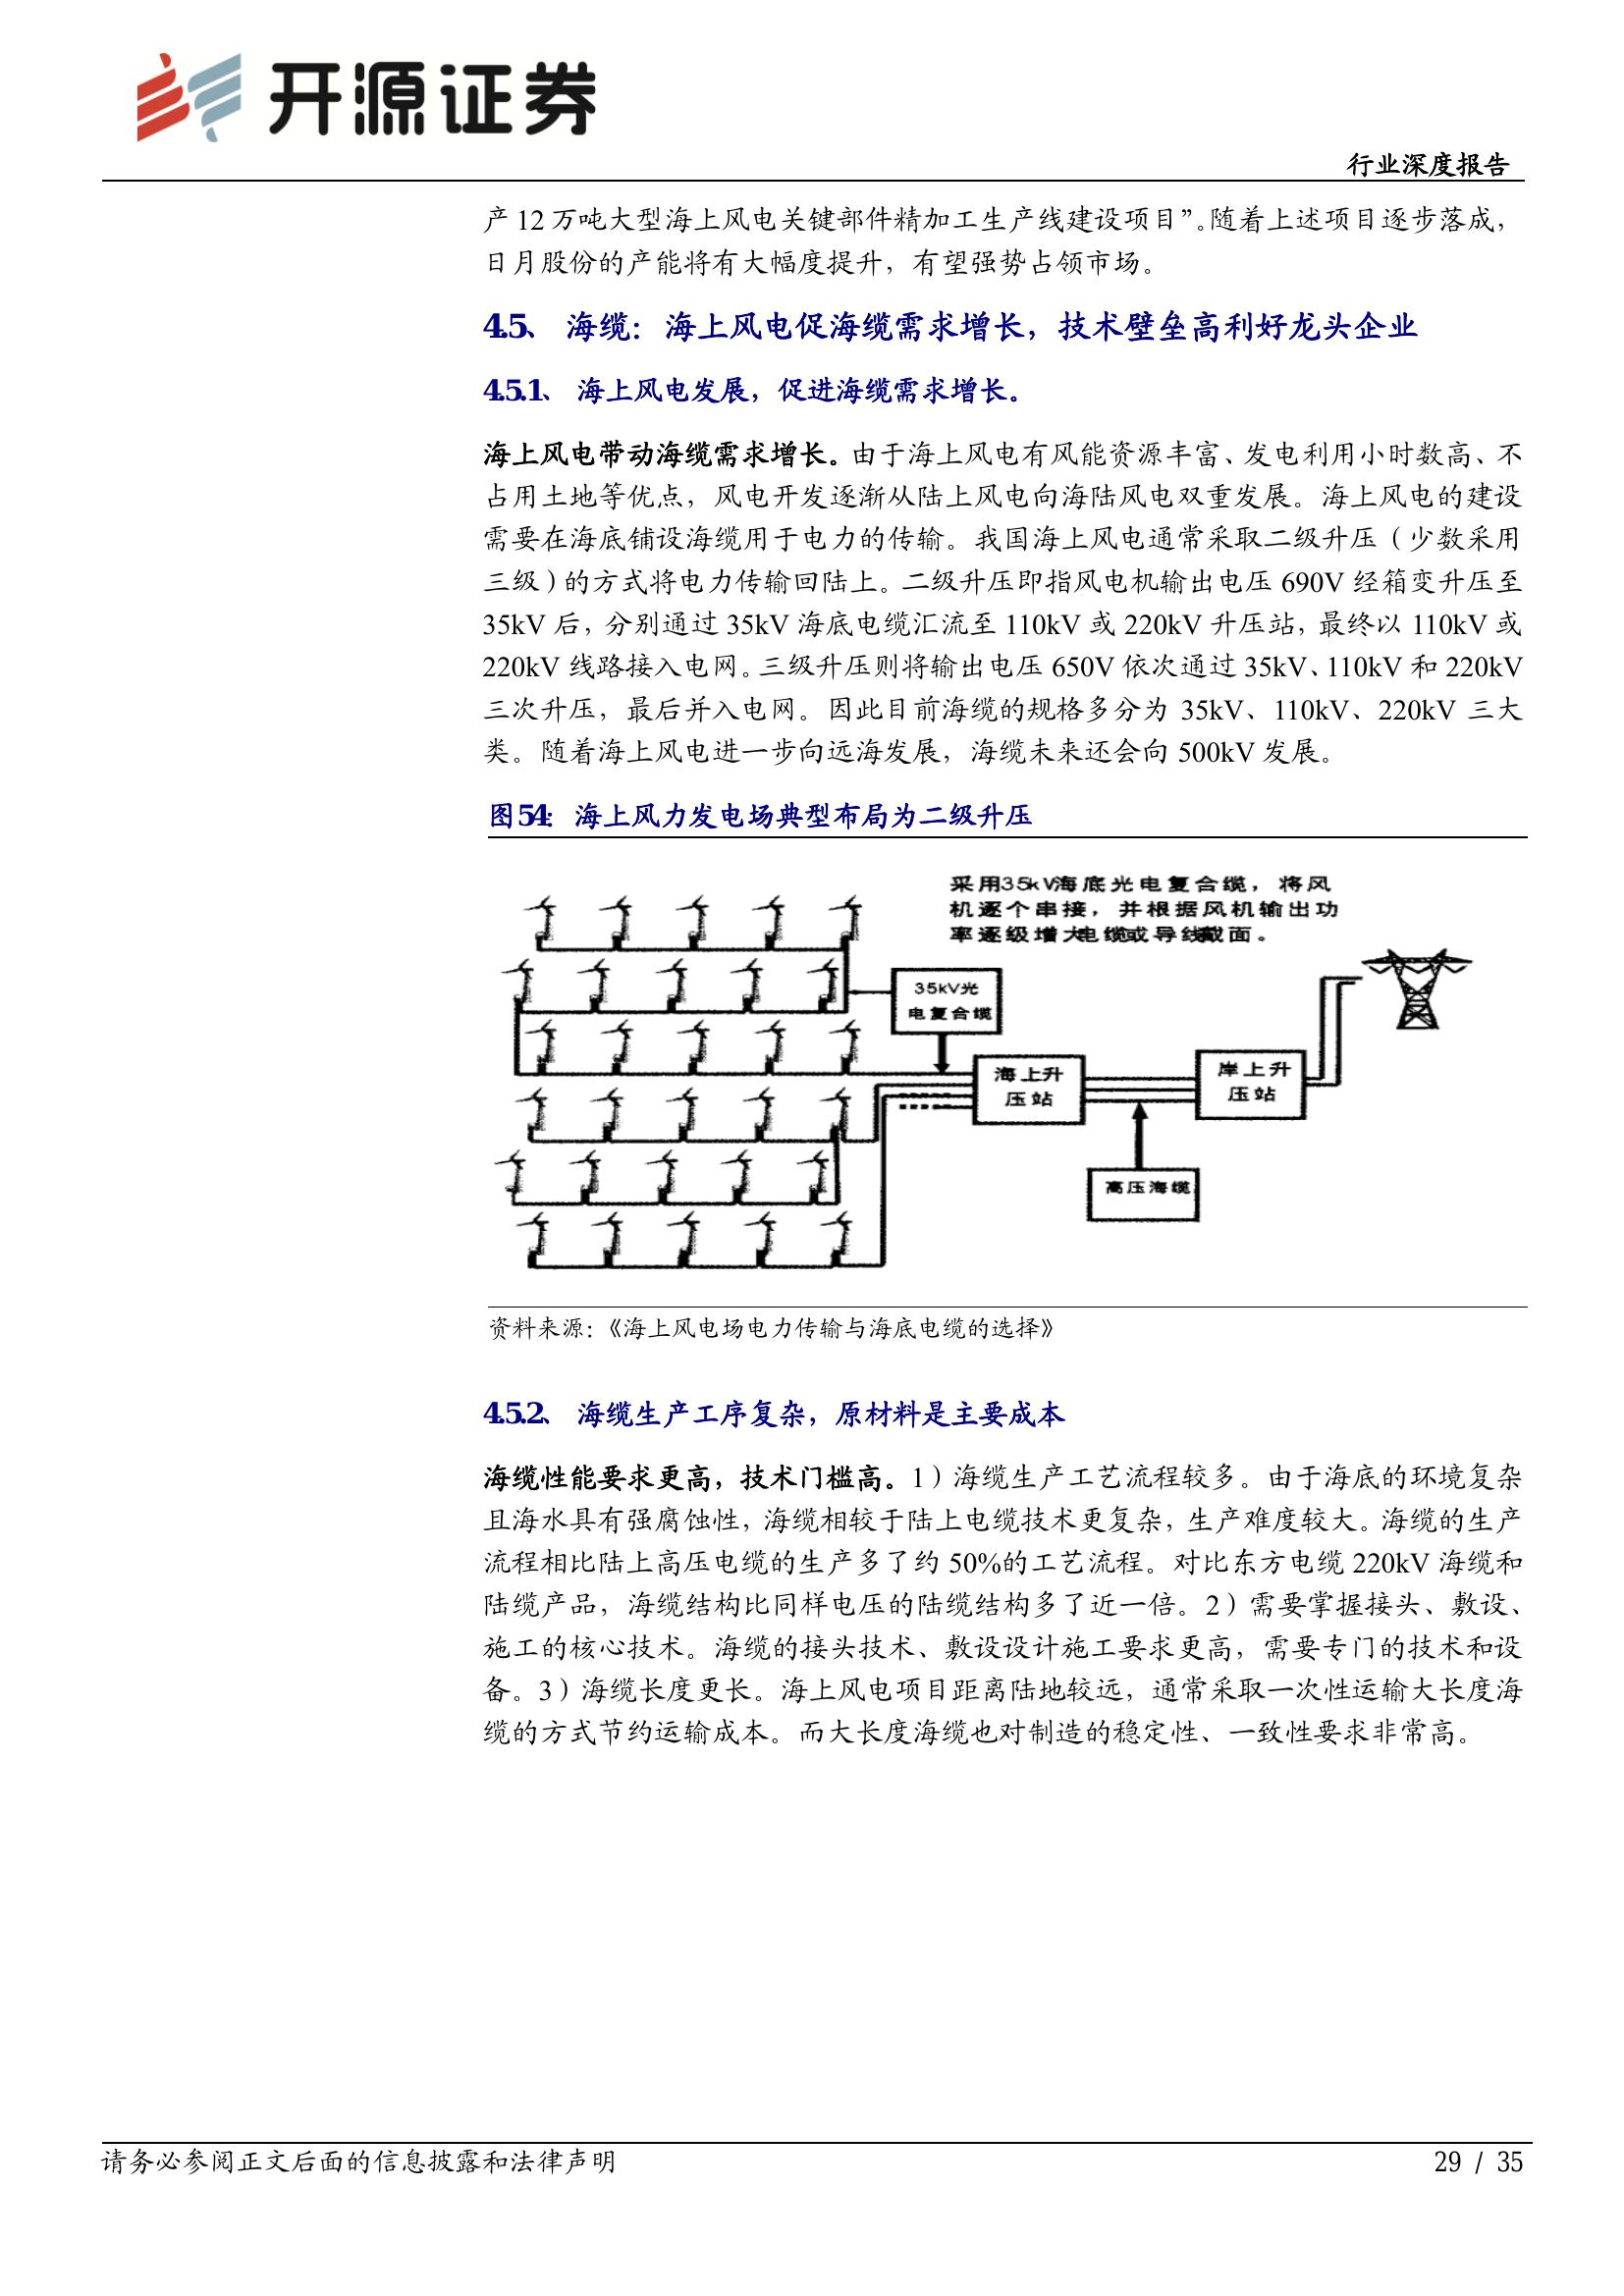 开源证券
行业深度报告
产 12 万吨大型海上风电关键部件精加工生产线建设项目”。随着上述项目逐步落成，
日月股份的产能将有大幅度提升，有望强势占领市场。
4.5、 海缆：海上风电促海缆需求增长，技术壁垒高利好龙头企业
4.5.1、 海上风电发展，促进海缆需求增长。
海上风电带动海缆需求增长。由于海上风电有风能资源丰富、发电利用小时数高、不
占用土地等优点，风电开发逐渐从陆上风电向海陆风电双重发展。海上风电的建设
需要在海底铺设海缆用于电力的传输。我国海上风电通常采取二级升压（少数采用
三级）的方式将电力传输回陆上。二级升压即指风电机输出电压 690V 经箱变升压至
35kV 后，分别通过 35kV 海底电缆汇流至 110kV 或 220kV 升压站，最终以 110kV 或
220kV 线路接入电网。三级升压则将输出电压 650V 依次通过 35kV、110kV 和 220kV
三次升压，最后并入电网。因此目前海缆的规格多分为 35kV、110kV、220kV 三大
类。随着海上风电进一步向远海发展，海缆未来还会向 500kV 发展。
图54：海上风力发电场典型布局为二级升压
采用35kV海底光电复合缆，将风
机逐个串接，并根据风机输出功
率逐级增大电缆或导线截面。
35kV光
电复合缆
海上升
压站
岸上升
压站
高压海缆
资料来源：《海上风电场电力传输与海底电缆的选择》
4.5.2、 海缆生产工序复杂，原材料是主要成本
海缆性能要求更高，技术门槛高。1）海缆生产工艺流程较多。由于海底的环境复杂
且海水具有强腐蚀性，海缆相较于陆上电缆技术更复杂，生产难度较大。海缆的生产
流程相比陆上高压电缆的生产多了约 50%的工艺流程。对比东方电缆 220kV 海缆和
陆缆产品，海缆结构比同样电压的陆缆结构多了近一倍。2）需要掌握接头、敷设、
施工的核心技术。海缆的接头技术、敷设设计施工要求更高，需要专门的技术和设
备。3）海缆长度更长。海上风电项目距离陆地较远，通常采取一次性运输大长度海
缆的方式节约运输成本。而大长度海缆也对制造的稳定性、一致性要求非常高。
请务必参阅正文后面的信息披露和法律声明
29 / 35